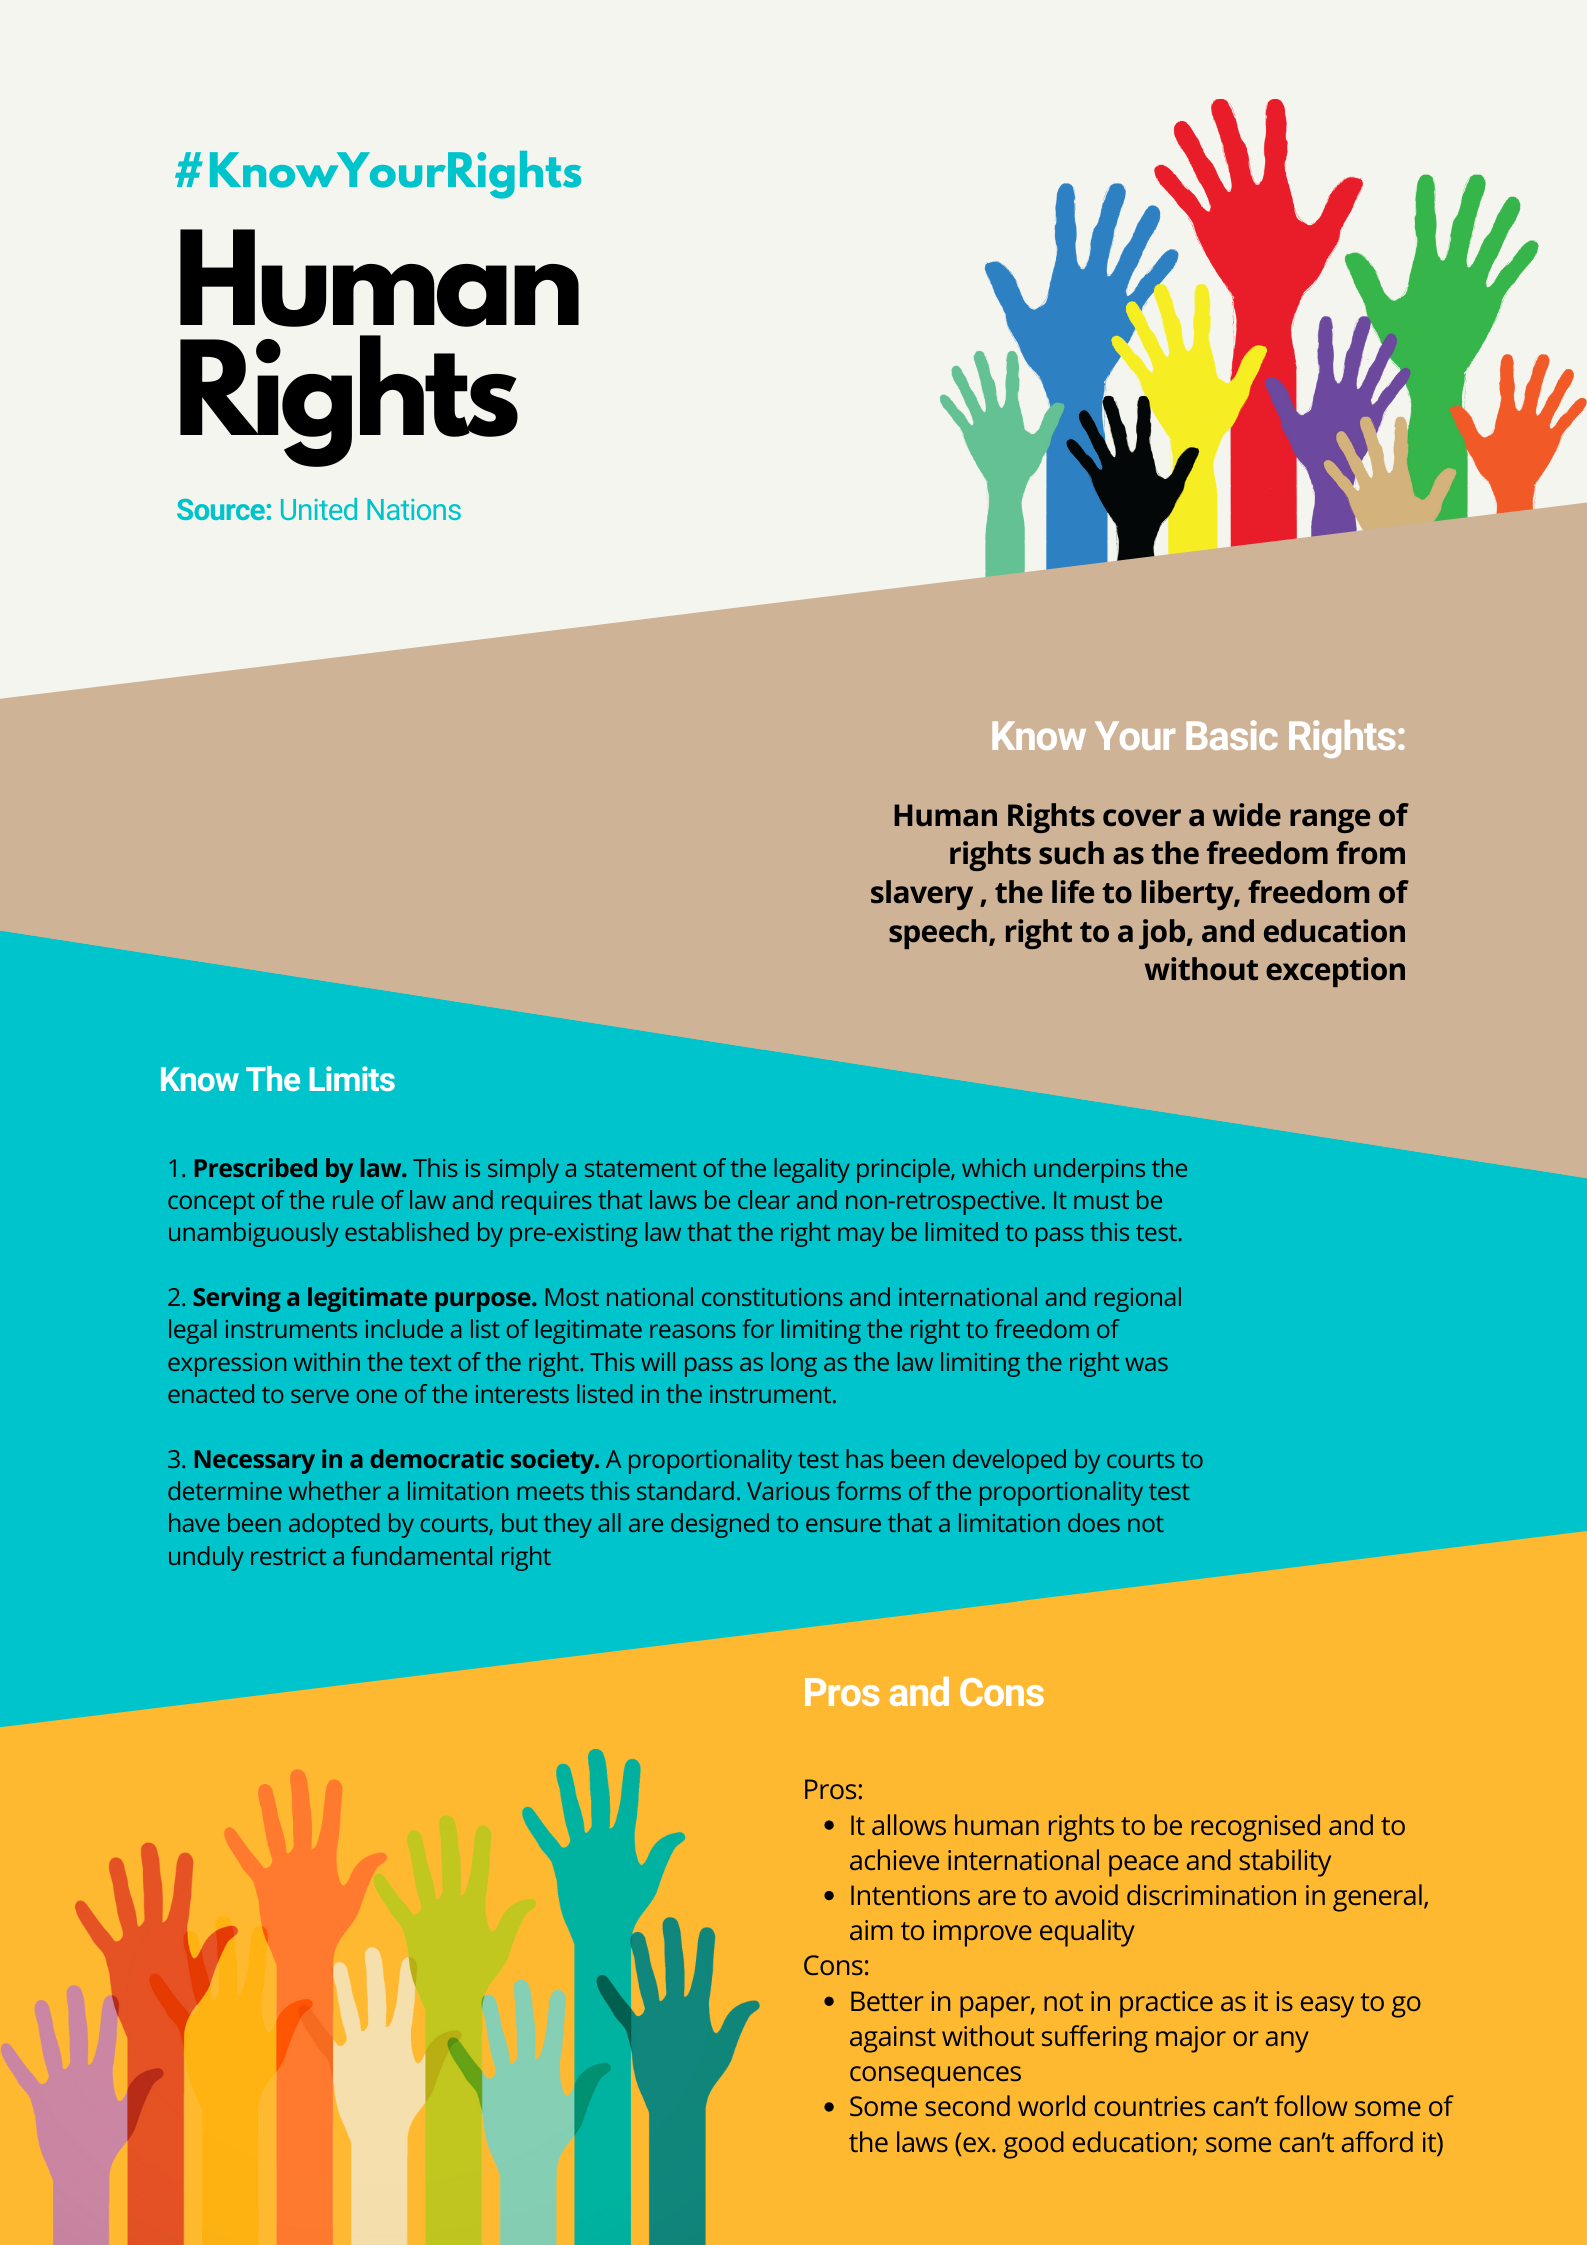 #KnowYourRights
Human
Rights
Source: United Nations
Know Your Basic Rights:
Human Rights cover a wide range of
rights such as the freedom from
slavery , the life to liberty, freedom of
speech, right to a job, and education
without exception
Know The Limits
1. Prescribed by law. This is simply a statement of the legality principle, which underpins the
concept of the rule of law and requires that laws be clear and non-retrospective. It must be
unambiguously established by pre-existing law that the right may be limited to pass this test.
2. Serving a legitimate purpose. Most national constitutions and international and regional
legal instruments include a list of legitimate reasons for limiting the right to freedom of
expression within the text of the right. This will pass as long as the law limiting the right was
enacted to serve one of the interests listed in the instrument.
3. Necessary in a democratic society. A proportionality test has been developed by courts to
determine whether a limitation meets this standard. Various forms of the proportionality test
have been adopted by courts, but they all are designed to ensure that a limitation does not
unduly restrict a fundamental right
Pros and Cons
Pros:
• It allows human rights to be recognised and to
achieve international peace and stability
• Intentions are to avoid discrimination in general,
aim to improve equality
Cons:
• Better in paper, not in practice as it is easy to go
against without suffering major or any
consequences
• Some second world countries can’t follow some of
the laws (ex. good education; some can’t afford it)